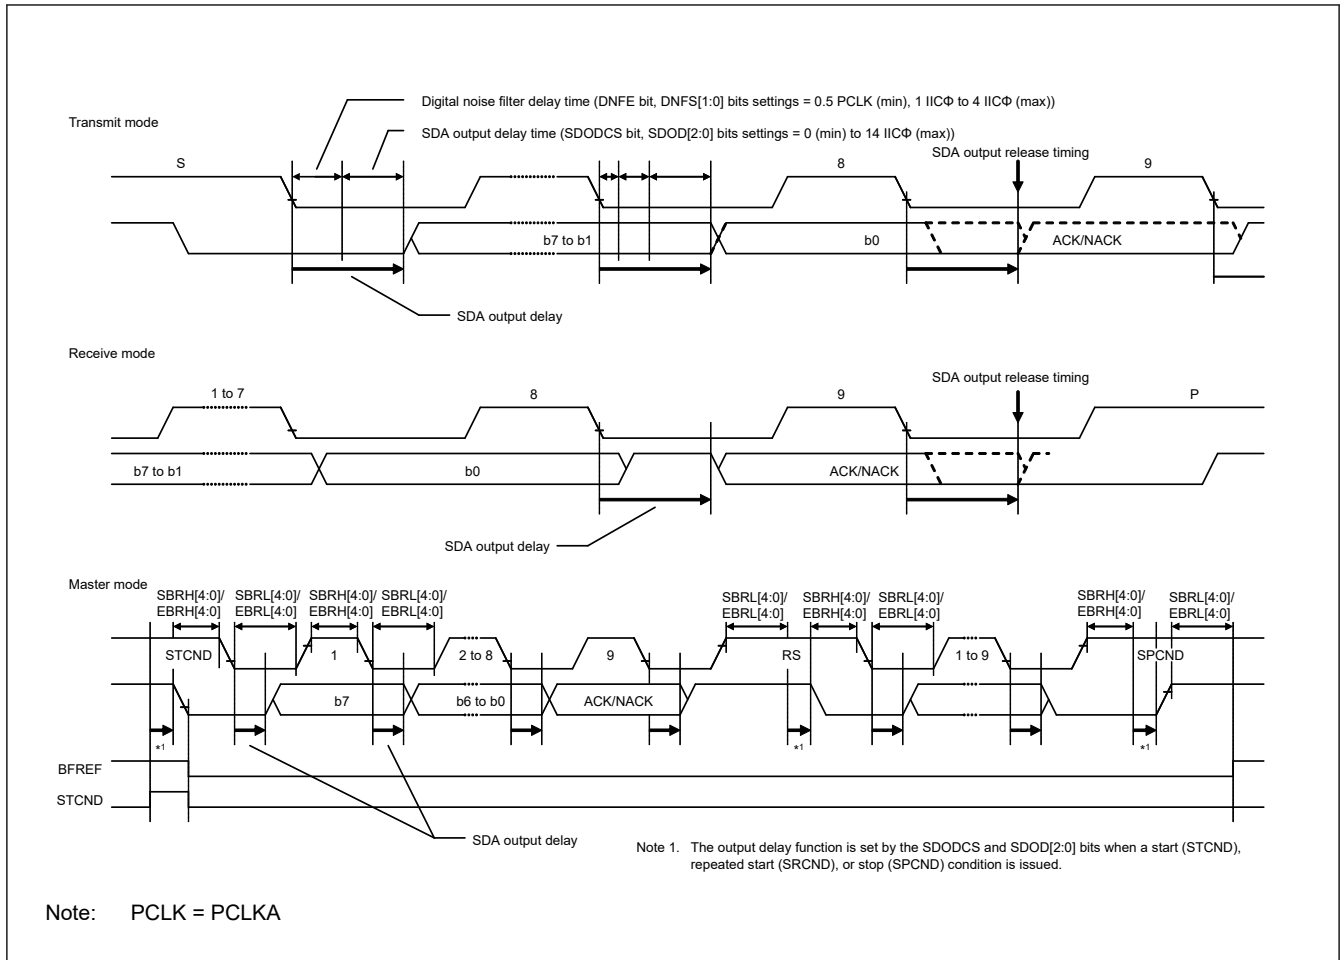 Digital noise filter delay time (DNFE bit, DNFS[1:0] bits settings = 0.5 PCLK (min), 1 IICΦ to 4 IICΦ (max))
Transmit mode
SDA output delay time (SDODCS bit, SDOD[2:0] bits settings = 0 (min) to 14 IICΦ (max))
SDA output release timing
S
8
9
b7 to b1
b0
ACK/NACK
SDA output delay
Receive mode
SDA output release timing
1 to 7
8
9
P
b7 to b1
b0
ACK/NACK
SDA output delay
Master mode
SBRH[4:0]/ SBRL[4:0]/ SBRH[4:0]/ SBRL[4:0]/ SBRL[4:0]/ SBRH[4:0]/ SBRL[4:0]/ SBRH[4:0]/ SBRL[4:0]/
EBRH[4:0] EBRL[4:0] EBRH[4:0] EBRL[4:0] EBRL[4:0] EBRH[4:0] EBRL[4:0] EBRH[4:0] EBRL[4:0]
STCND
1
2 to 8
9
RS
1 to 9
SPCND
b7
b6 to b0
ACK/NACK
*1
*1
*1
BFREF
STCND
SDA output delay
Note 1. The output delay function is set by the SDODCS and SDOD[2:0] bits when a start (STCND),
repeated start (SRCND), or stop (SPCND) condition is issued.
Note: PCLK = PCLKA